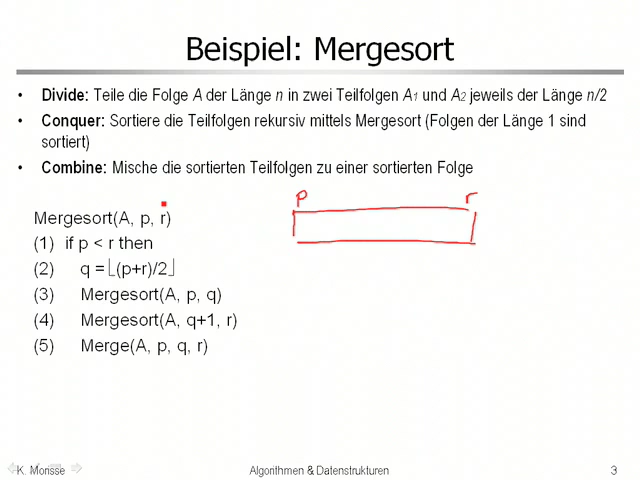 Beispiel: Mergesort
• Divide: Teile die Folge A der Länge n in zwei Teilfolgen A1 und A2 jeweils der Länge n/2
• Conquer: Sortiere die Teilfolgen rekursiv mittels Mergesort (Folgen der Länge 1 sind
sortiert)
• Combine: Mische die sortierten Teilfolgen zu einer sortierten Folge
p r
Mergesort(A, p, r)
(1) if p < r then
(2) q = ⌊(p+r)/2⌋
(3) Mergesort(A, p, q)
(4) Mergesort(A, q+1, r)
(5) Merge(A, p, q, r)
K. Morisse Algorithmen & Datenstrukturen 3